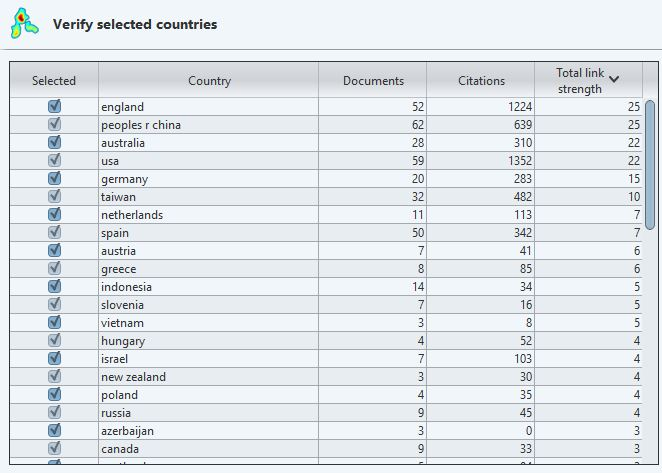 Verify selected countries
Selected Country Documents Citations Total link strength
england 52 1224 25
peoples r china 62 639 25
australia 28 310 22
usa 59 1352 22
germany 20 283 15
taiwan 32 482 10
netherlands 11 113 7
spain 50 342 7
austria 7 41 6
greece 8 85 6
indonesia 14 34 5
slovenia 7 16 5
vietnam 3 8 5
hungary 4 52 4
israel 7 103 4
new zealand 3 30 4
poland 4 35 4
russia 9 45 4
azerbaijan 3 0 3
canada 9 33 3